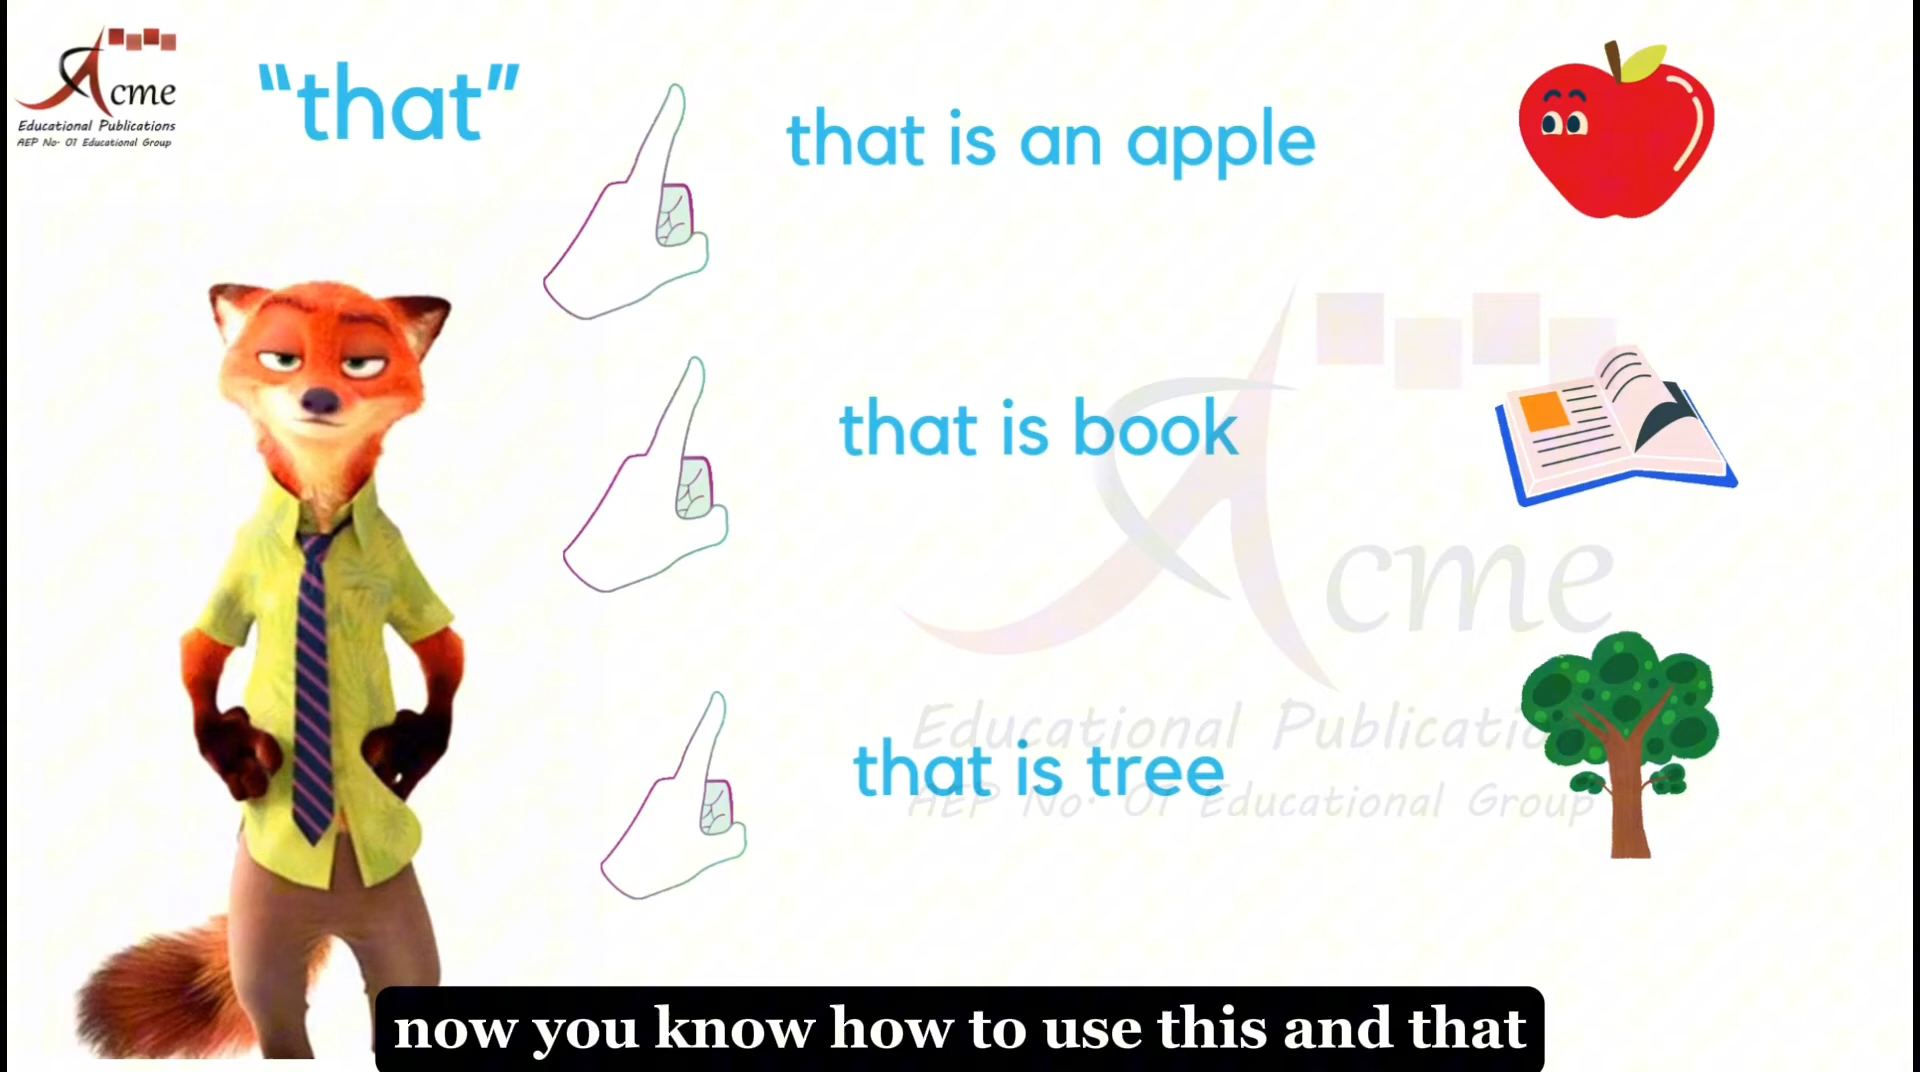 Acme
Educational Publications
AEP No· 01 Educational Group
“that”
that is an apple
that is book
that is tree
Acme
Educational Publicatio
AEP No· 01 Educational Group
now you know how to use this and that